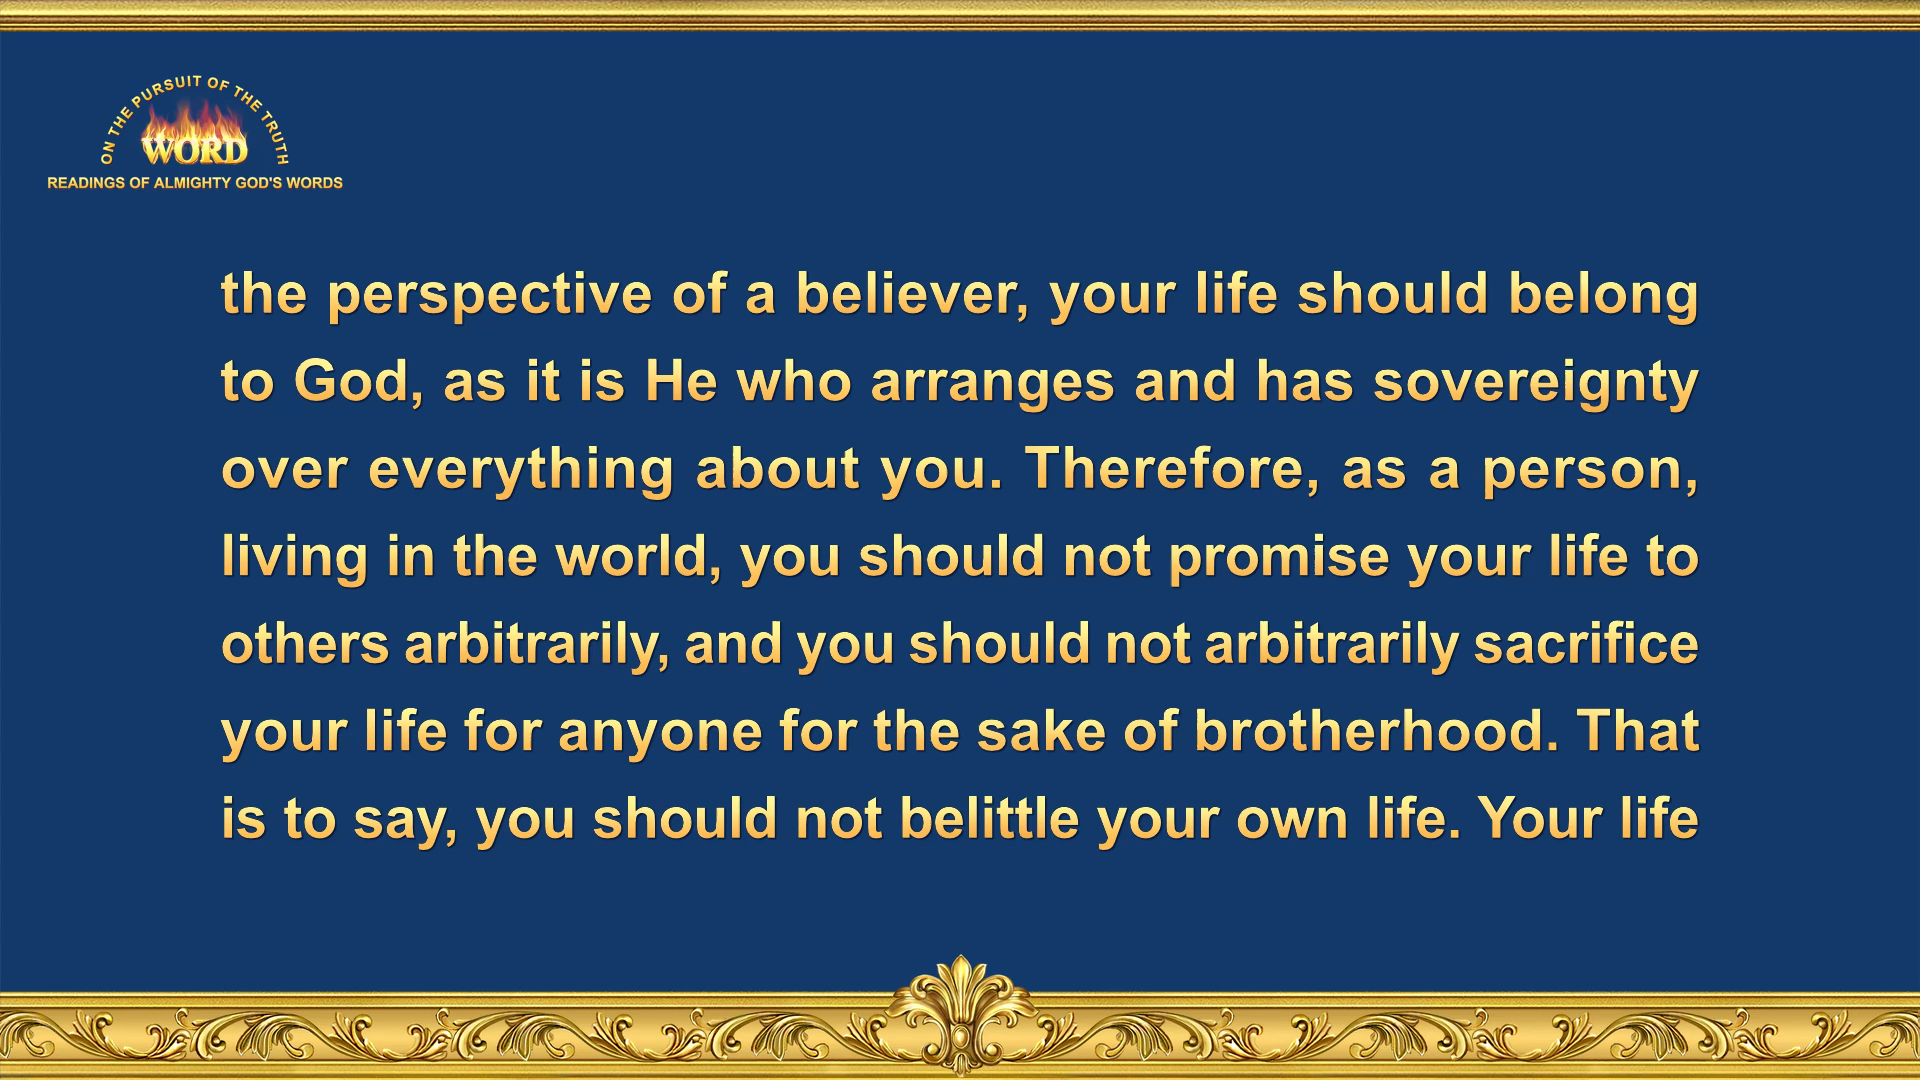 ON THE PURSUIT OF THE TRUTH
WORD
READINGS OF ALMIGHTY GOD'S WORDS
the perspective of a believer, your life should belong
to God, as it is He who arranges and has sovereignty
over everything about you. Therefore, as a person,
living in the world, you should not promise your life to
others arbitrarily, and you should not arbitrarily sacrifice
your life for anyone for the sake of brotherhood. That
is to say, you should not belittle your own life. Your life